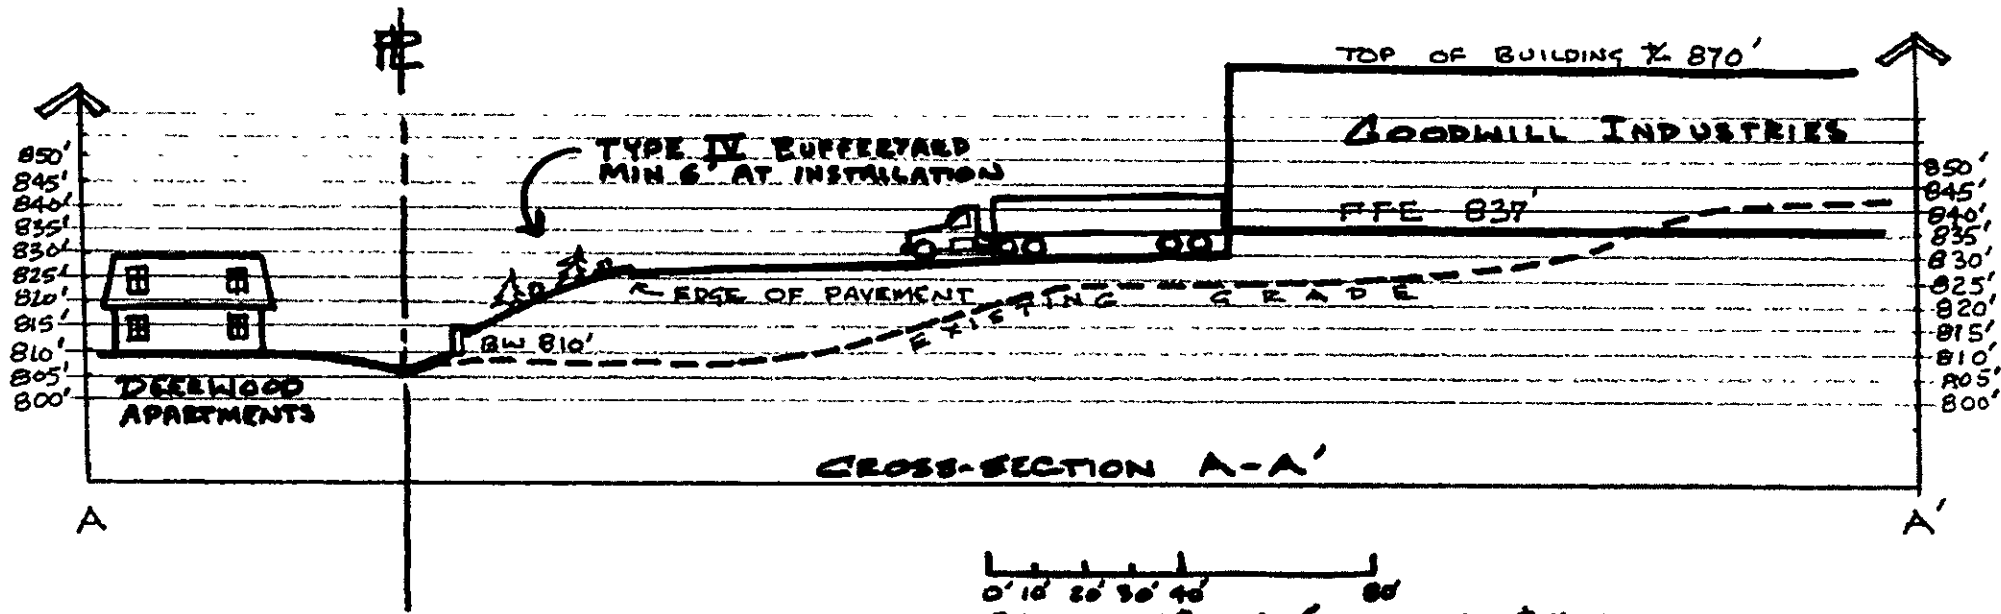 PL
TOP OF BUILDING +/- 870'
GOODWILL INDUSTRIES
TYPE IV BUFFERYARD
MIN 6' AT INSTALLATION
850'
845'
840'
835'
830'
825'
820'
815'
810'
805'
800'
850'
845'
840'
835'
830'
825'
820'
815'
810'
805'
800'
FFE 837'
EDGE OF PAVEMENT
EXISTING GRADE
BW 810'
DEERWOOD
APARTMENTS
CROSS-SECTION A-A'
A
A'
0' 10' 20' 30' 40' 80'